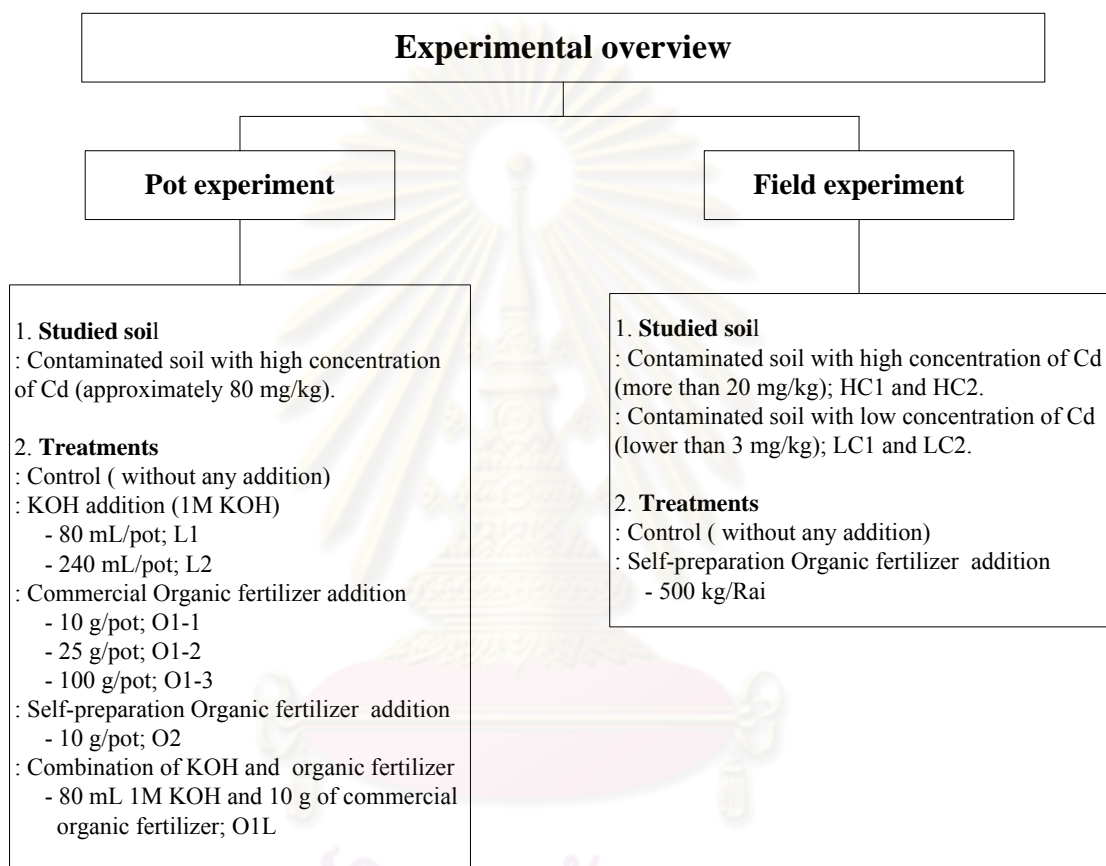 Experimental overview
Pot experiment
1. Studied soil
: Contaminated soil with high concentration
of Cd (approximately 80 mg/kg).
2. Treatments
: Control ( without any addition)
: KOH addition (1M KOH)
- 80 mL/pot; L1
- 240 mL/pot; L2
: Commercial Organic fertilizer addition
- 10 g/pot; O1-1
- 25 g/pot; O1-2
- 100 g/pot; O1-3
: Self-preparation Organic fertilizer addition
- 10 g/pot; O2
: Combination of KOH and organic fertilizer
- 80 mL 1M KOH and 10 g of commercial
organic fertilizer; O1L
Field experiment
1. Studied soil
: Contaminated soil with high concentration of Cd
(more than 20 mg/kg); HC1 and HC2.
: Contaminated soil with low concentration of Cd
(lower than 3 mg/kg); LC1 and LC2.
2. Treatments
: Control ( without any addition)
: Self-preparation Organic fertilizer addition
- 500 kg/Rai